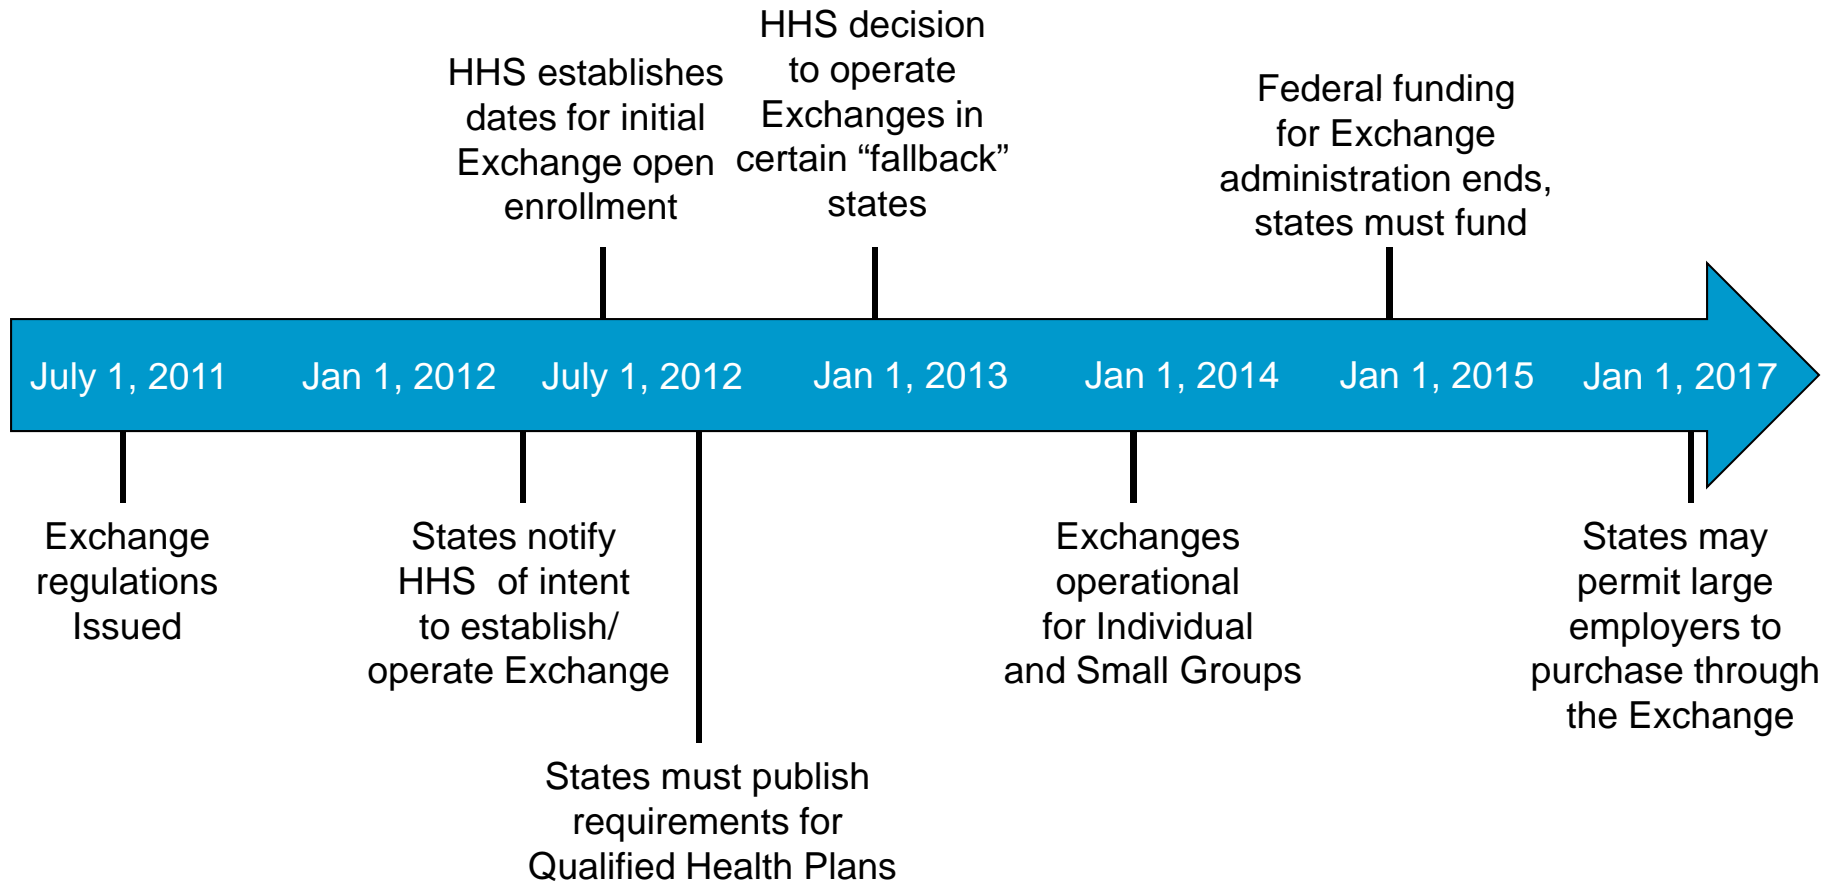 HHS establishes
dates for initial
Exchange open
enrollment
HHS decision
to operate
Exchanges in
certain “fallback”
states
Federal funding
for Exchange
administration ends,
states must fund
July 1, 2011
Jan 1, 2012
July 1, 2012
Jan 1, 2013
Jan 1, 2014
Jan 1, 2015
Jan 1, 2017
Exchange
regulations
Issued
States notify
HHS  of intent
to establish/
operate Exchange
States must publish
requirements for
Qualified Health Plans
Exchanges
operational
for Individual
and Small Groups
States may
permit large
employers to
purchase through
the Exchange